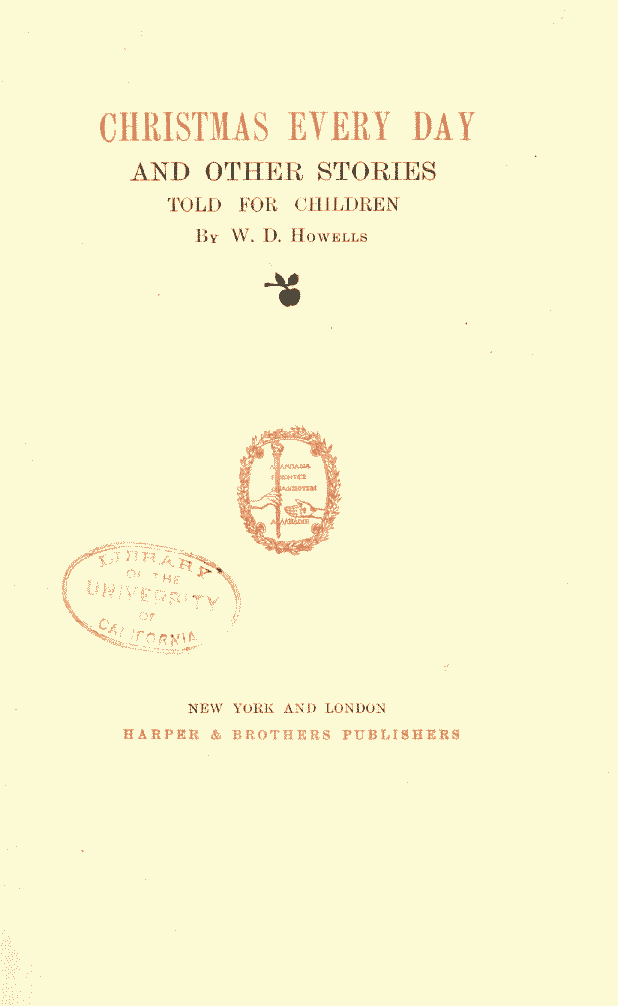 CHRISTMAS EVERY DAY
AND OTHER STORIES
TOLD FOR CHILDREN
By W. D. Howells
LIBRARY
OF THE
UNIVERSITY
OF
CALIFORNIA
NEW YORK AND LONDON
HARPER & BROTHERS PUBLISHERS